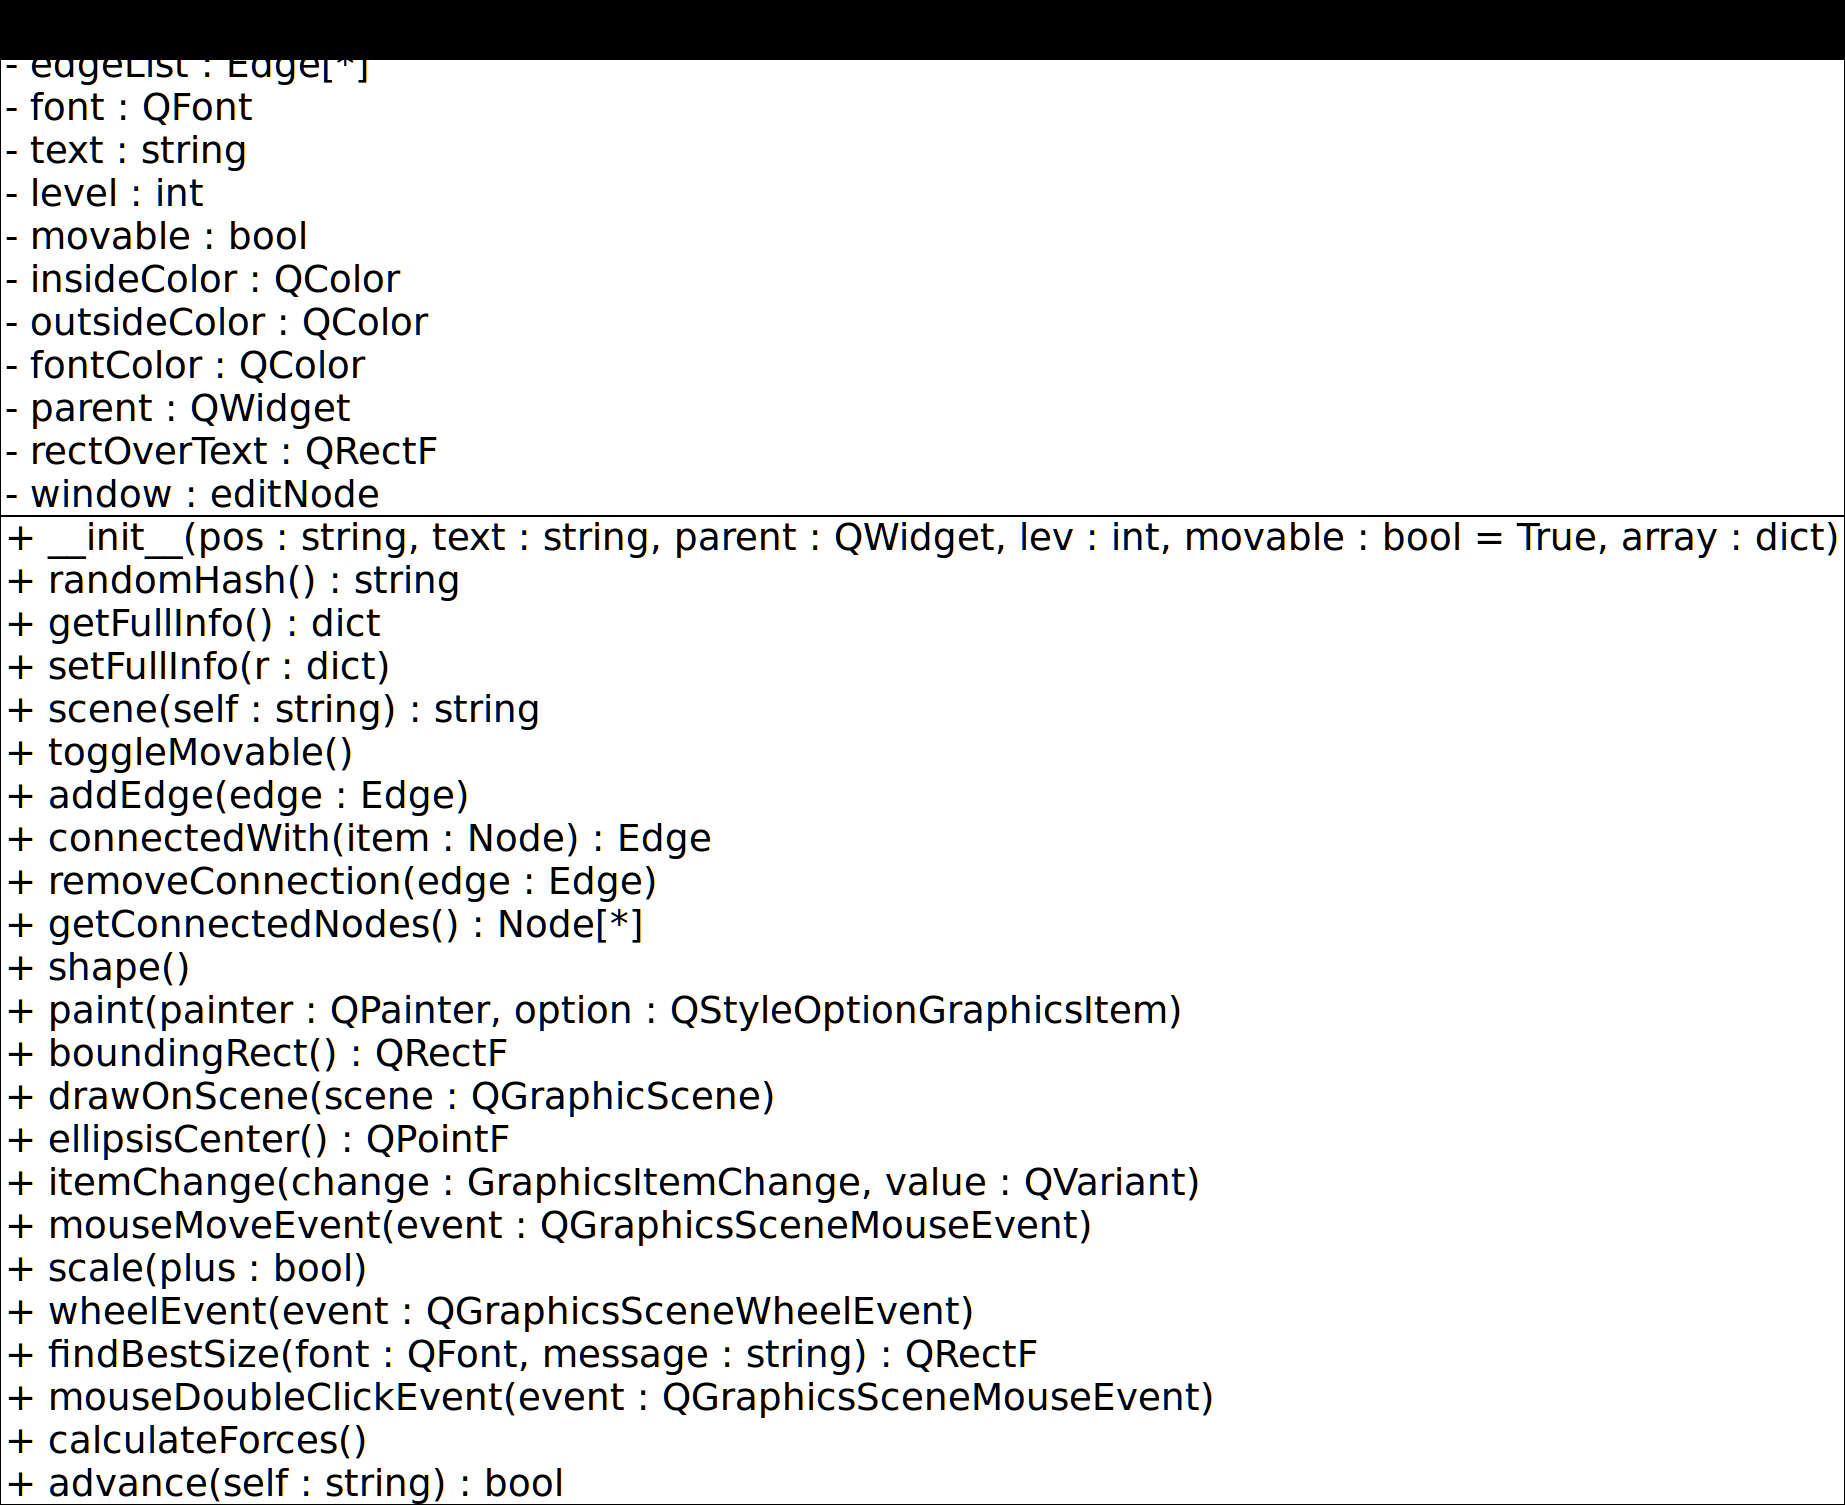 - edgeList : Edge[*]
- font : QFont
- text : string
- level : int
- movable : bool
- insideColor : QColor
- outsideColor : QColor
- fontColor : QColor
- parent : QWidget
- rectOverText : QRectF
- window : editNode
+ __init__(pos : string, text : string, parent : QWidget, lev : int, movable : bool = True, array : dict)
+ randomHash() : string
+ getFullInfo() : dict
+ setFullInfo(r : dict)
+ scene(self : string) : string
+ toggleMovable()
+ addEdge(edge : Edge)
+ connectedWith(item : Node) : Edge
+ removeConnection(edge : Edge)
+ getConnectedNodes() : Node[*]
+ shape()
+ paint(painter : QPainter, option : QStyleOptionGraphicsItem)
+ boundingRect() : QRectF
+ drawOnScene(scene : QGraphicScene)
+ ellipsisCenter() : QPointF
+ itemChange(change : GraphicsItemChange, value : QVariant)
+ mouseMoveEvent(event : QGraphicsSceneMouseEvent)
+ scale(plus : bool)
+ wheelEvent(event : QGraphicsSceneWheelEvent)
+ findBestSize(font : QFont, message : string) : QRectF
+ mouseDoubleClickEvent(event : QGraphicsSceneMouseEvent)
+ calculateForces()
+ advance(self : string) : bool